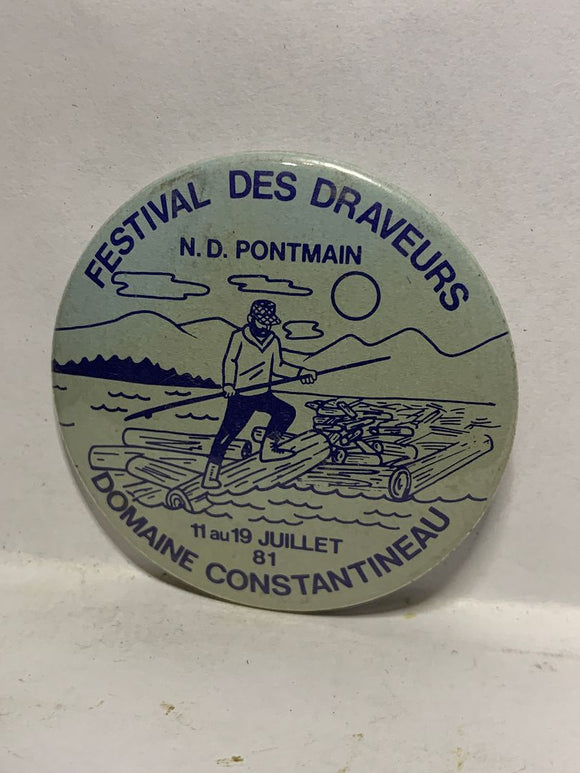 FESTIVAL DES DRAVEURS
N.D. PONTMAIN
11 au 19 JUILLET
81
DOMAINE CONSTANTINEAU